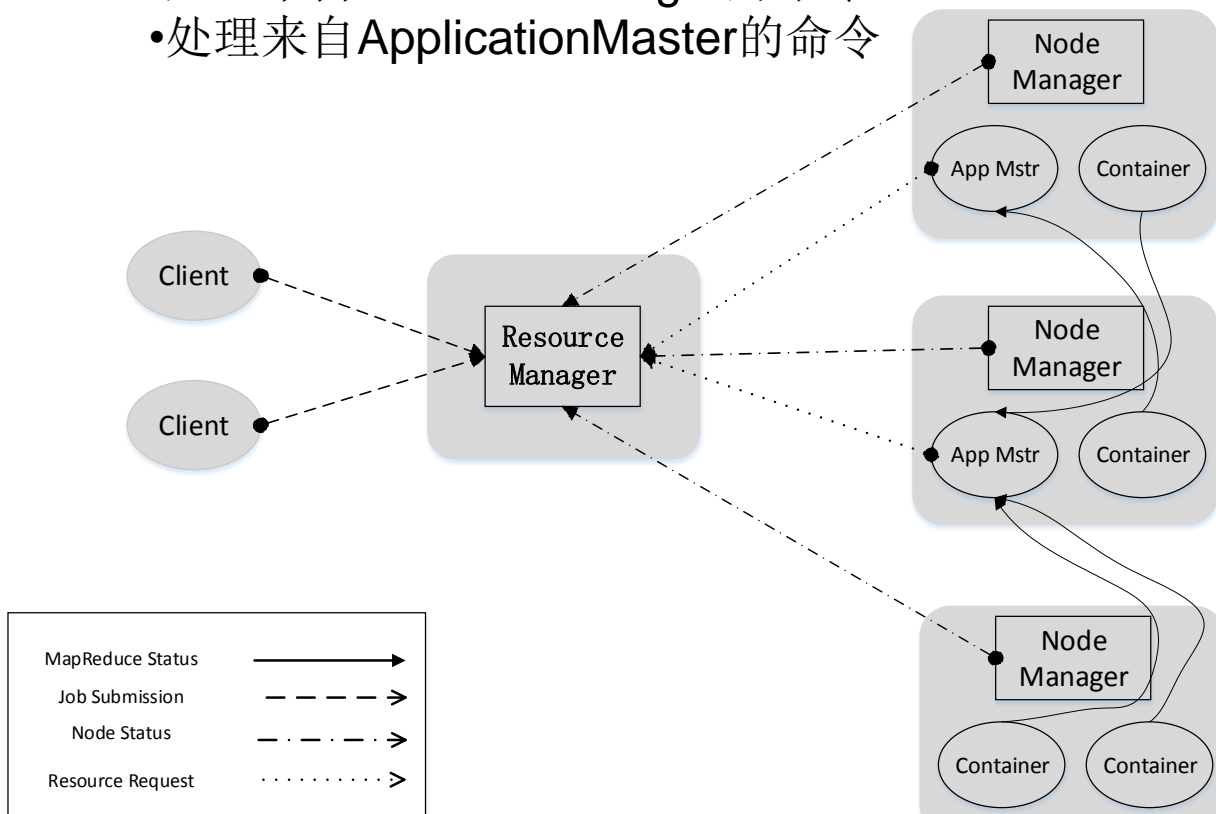 •处理来自ApplicationMaster的命令
Node
Manager
App Mstr
Container
Client
Resource
Manager
Node
Manager
Client
App Mstr
Container
Node
Manager
Container
Container
MapReduce Status
Job Submission
Node Status
Resource Request